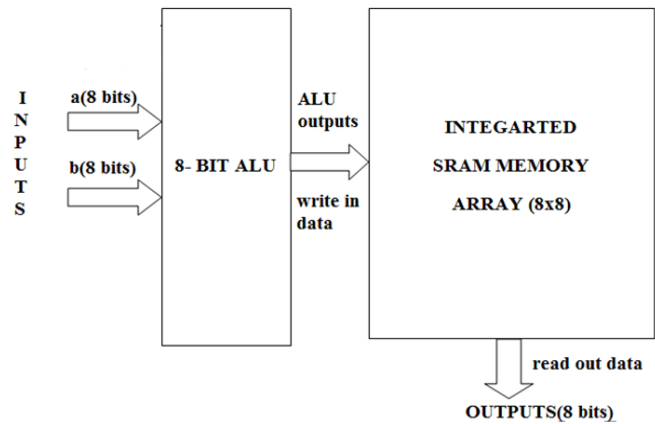 INPUTS
a(8 bits)
b(8 bits)
8- BIT ALU
ALU
outputs
write in
data
INTEGARTED
SRAM MEMORY
ARRAY (8x8)
read out data
OUTPUTS(8 bits)